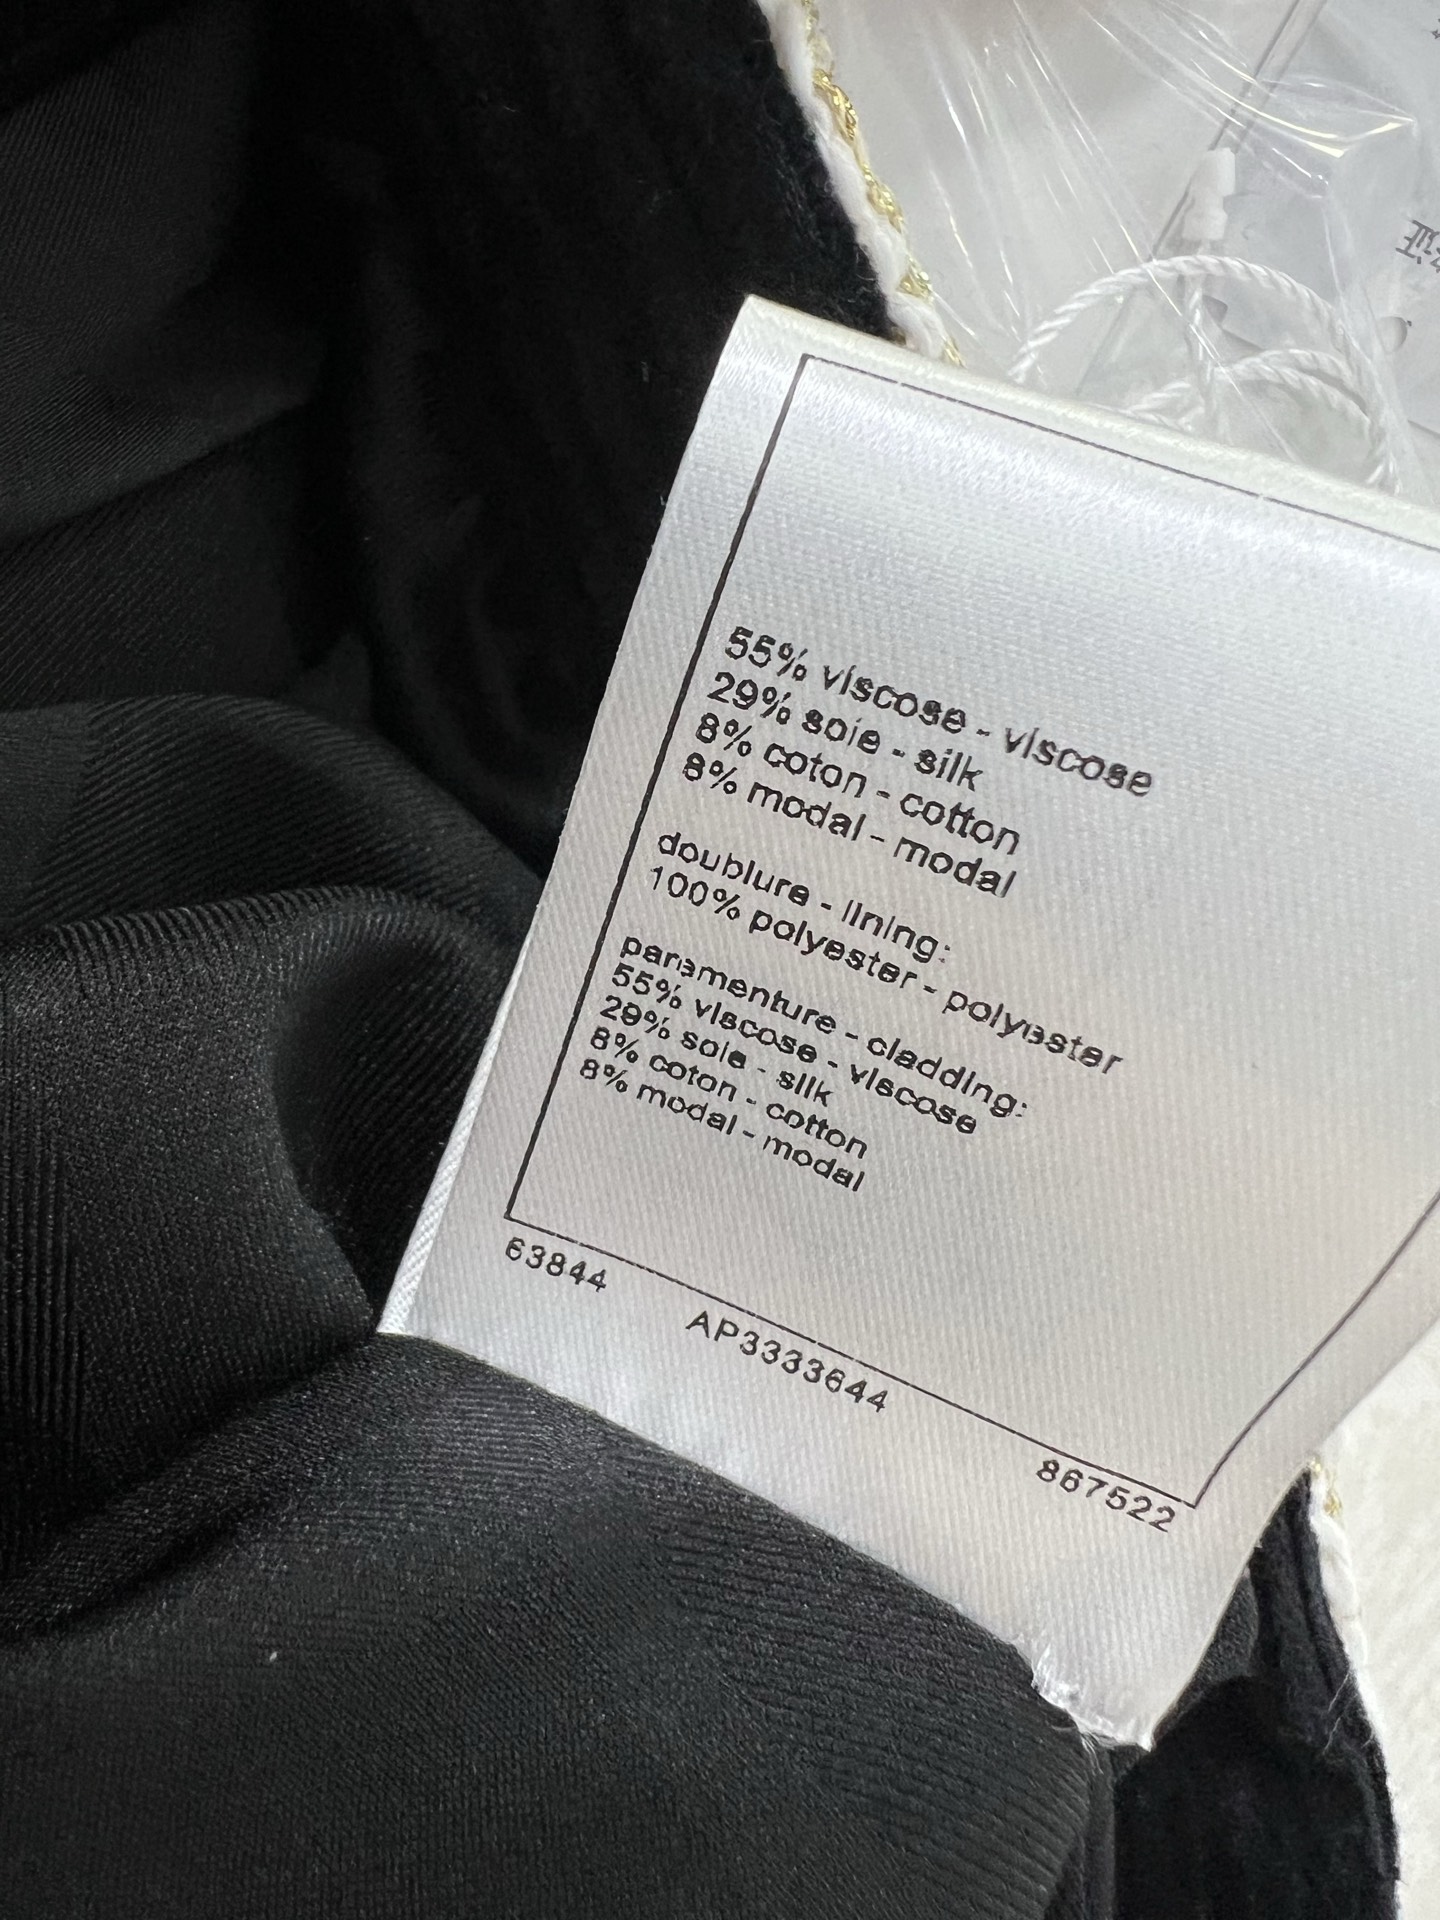 55% viscose - viscose
29% soie - silk
8% coton - cotton
8% modal - modal
doublure - lining:
100% polyester - polyester
parementure - cladding:
55% viscose - viscose
29% soie - silk
8% coton - cotton
8% modal - modal
63844 AP3333644 867522